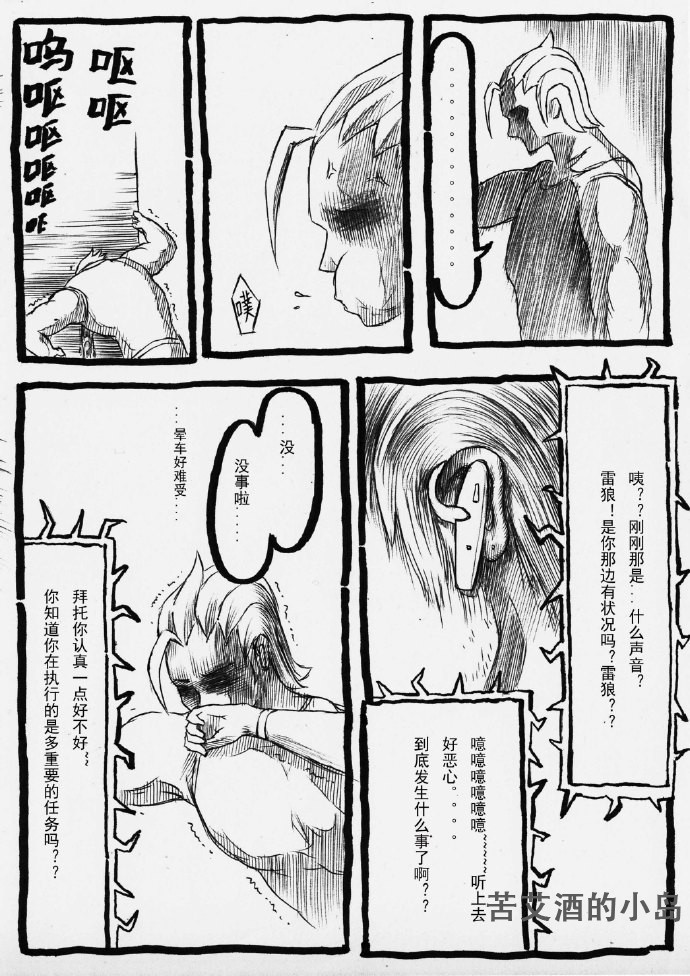 . . . . . . . . . . .
噗
呕呕
呜呕呕呕呕呕
咦？？刚刚那是．．．什么声音？
雷狼！是你那边有状况吗？雷狼？？
噫噫噫噫噫噫~~~~~听上去
好恶心。。。。
到底发生什么事了啊？？
．．．没．．．
没事啦．．．．．．
．．．晕车好难受．．．
拜托你认真一点好不好~~
你知道你在执行的是多重要的任务吗？？
苦艾酒的小岛